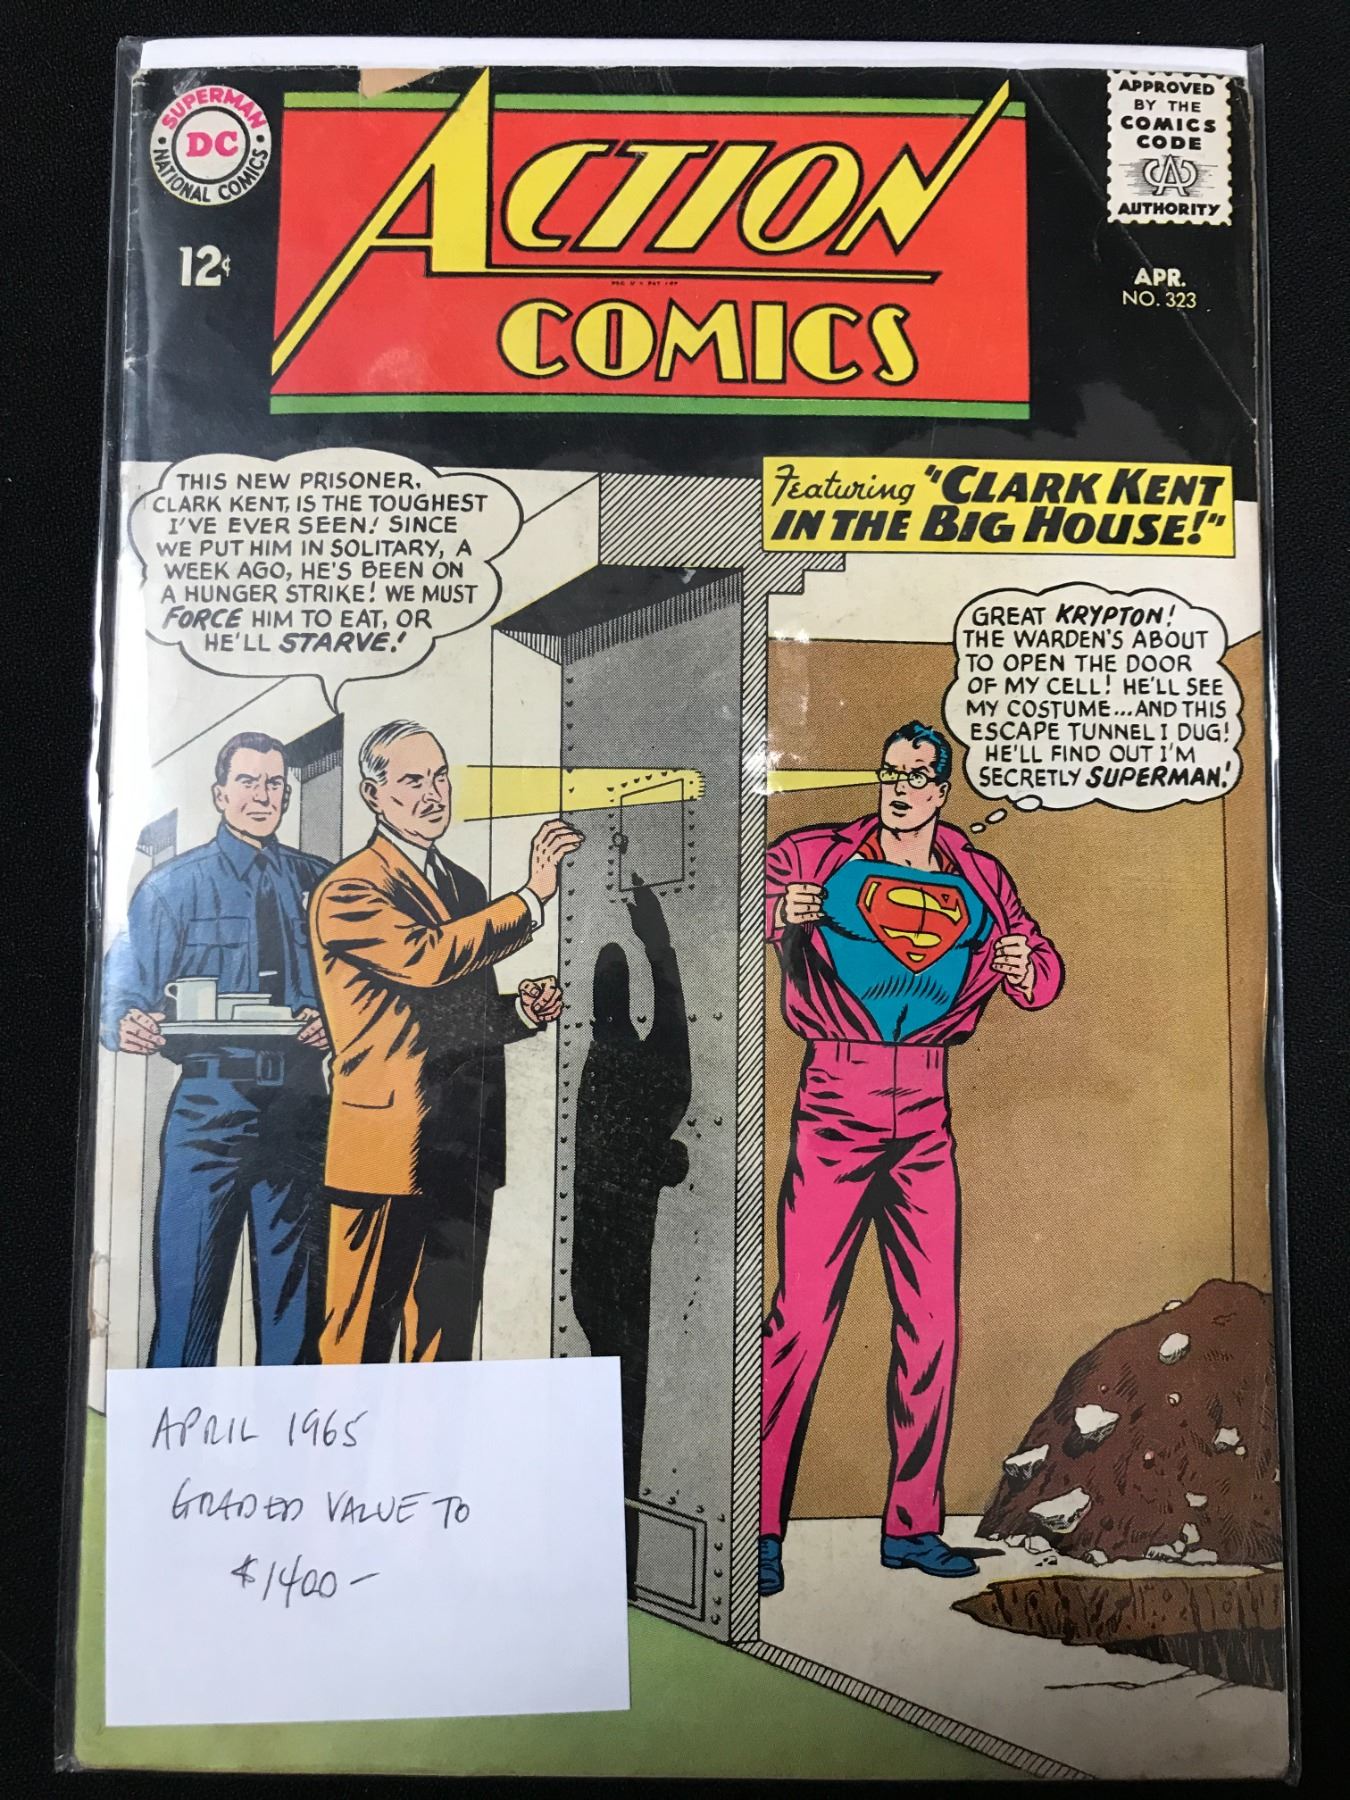 SUPERMAN
DC
NATIONAL COMICS
12¢
ACTION
COMICS
APPROVED
BY THE
COMICS
CODE
CA
AUTHORITY
APR.
NO. 323
Featuring "CLARK KENT
IN THE BIG HOUSE!"
THIS NEW PRISONER,
CLARK KENT, IS THE TOUGHEST
I'VE EVER SEEN! SINCE
WE PUT HIM IN SOLITARY, A
WEEK AGO, HE'S BEEN ON
A HUNGER STRIKE! WE MUST
FORCE HIM TO EAT, OR
HE'LL STARVE!
GREAT KRYPTON!
THE WARDEN'S ABOUT
TO OPEN THE DOOR
OF MY CELL! HE'LL SEE
MY COSTUME...AND THIS
ESCAPE TUNNEL I DUG!
HE'LL FIND OUT I'M
SECRETLY SUPERMAN!
S
APRIL 1965
GRADED VALUE TO
$1400-